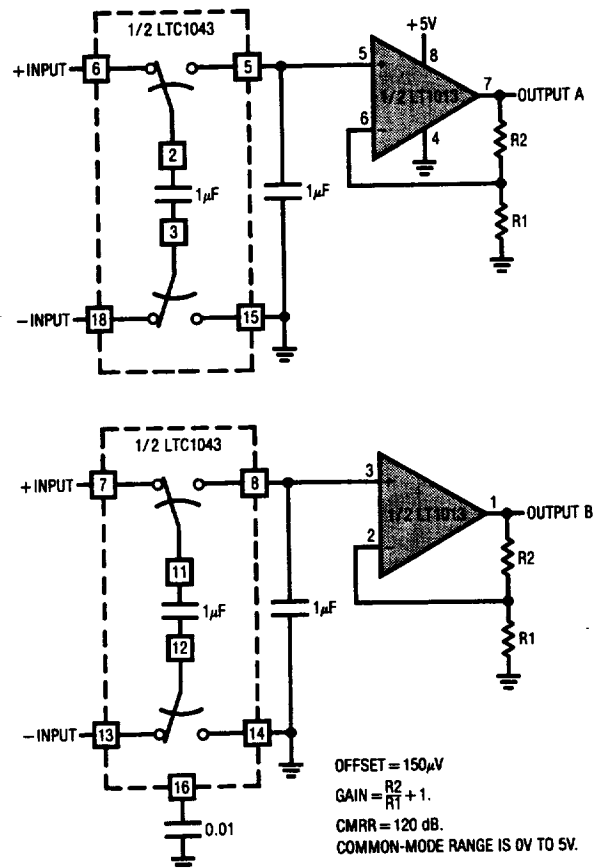 1/2 LTC1043
+INPUT
6
5
5
+5V
8
+
1/2 LT1013
7
OUTPUT A
6
−
4
R2
2
1µF
1µF
3
R1
−INPUT
18
15
1/2 LTC1043
+INPUT
7
8
3
+
1/2 LT1013
1
OUTPUT B
2
−
R2
11
1µF
1µF
12
R1
−INPUT
13
14
16
0.01
OFFSET = 150µV
GAIN = R2/R1 + 1.
CMRR = 120 dB.
COMMON-MODE RANGE IS 0V TO 5V.